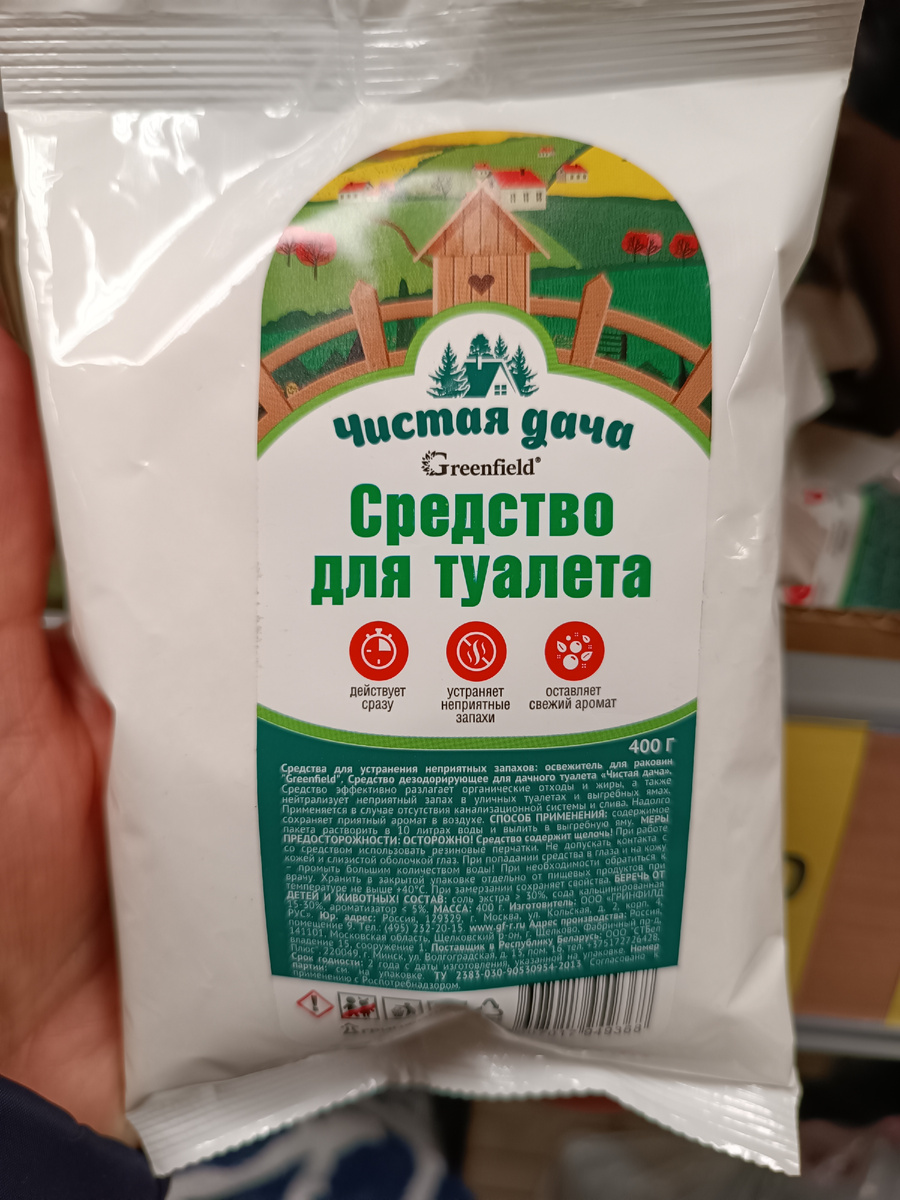 Чистая дача
Greenfield®
Средство
для туалета
действует
сразу
устраняет
неприятные
запахи
оставляет
свежий аромат
400 Г
Средства для устранения неприятных запахов: освежитель для раковин
"Greenfield". Средство дезодорирующее для дачного туалета «Чистая дача».
Средство эффективно разлагает органические отходы и жиры, а также
нейтрализует неприятный запах в уличных туалетах и выгребных ямах.
Применяется в случае отсутствия канализационной системы и слива. Надолго
сохраняет приятный аромат в воздухе. СПОСОБ ПРИМЕНЕНИЯ: содержимое
пакета растворить в 10 литрах воды и вылить в выгребную яму. МЕРЫ
ПРЕДОСТОРОЖНОСТИ: ОСТОРОЖНО! Средство содержит щелочь! При работе
со средством использовать резиновые перчатки. Не допускать контакта с
кожей и слизистой оболочкой глаз. При попадании средства в глаза и на кожу
– промыть большим количеством воды! При необходимости обратиться к
врачу. Хранить в закрытой упаковке отдельно от пищевых продуктов при
температуре не выше +40°С. При замерзании сохраняет свойства. БЕРЕЧЬ ОТ
ДЕТЕЙ И ЖИВОТНЫХ! СОСТАВ: соль экстра > 30%, сода кальцинированная
15-30%, ароматизатор < 5%. МАССА: 400 г. Изготовитель: ООО "ГРИНФИЛД
РУС". Юр. адрес: Россия, 129329, г. Москва, ул. Кольская, д. 2, корп. 4,
помещение 9. Тел.: (495) 232-20-15. www.gf-r.ru Адрес производства: Россия,
141101, Московская область, Щелковский р-он, г. Щелково, Фабричный пр-д,
владение 15, сооружение 1. Поставщик в Республику Беларусь: ООО "СТБел
Плюс", 220049, г. Минск, ул. Волгоградская, д. 13, пом. 16, т/ф. +375172776428.
Срок годности: 2 года с даты изготовления, указанной на упаковке. Номер
партии: см. на упаковке. ТУ 2383-030-90530954-2013 Согласовано к
применению с Роспотребнадзором.